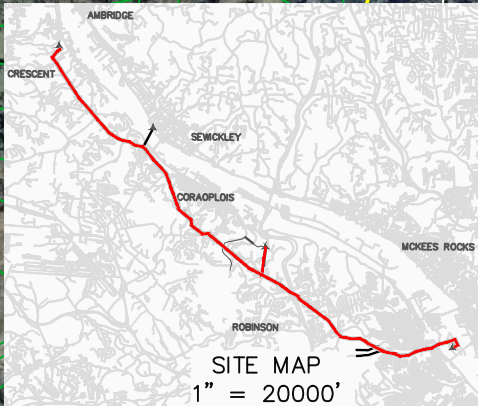 AMBRIDGE
CRESCENT
SEWICKLEY
CORAOPLOIS
MCKEES ROCKS
ROBINSON
SITE MAP
1" = 20000'